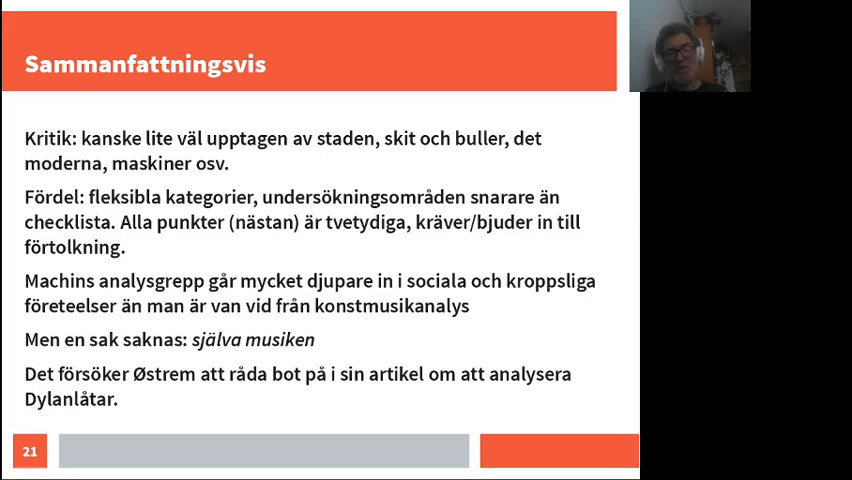 Sammanfattningsvis
Kritik: kanske lite väl upptagen av staden, skit och buller, det
moderna, maskiner osv.
Fördel: fleksibla kategorier, undersökningsområden snarare än
checklista. Alla punkter (nästan) är tvetydiga, kräver/bjuder in till
förtolkning.
Machins analysgrepp går mycket djupare in i sociala och kroppsliga
företeelser än man är van vid från konstmusikanalys
Men en sak saknas: själva musiken
Det försöker Østrem att råda bot på i sin artikel om att analysera
Dylanlåtar.
21